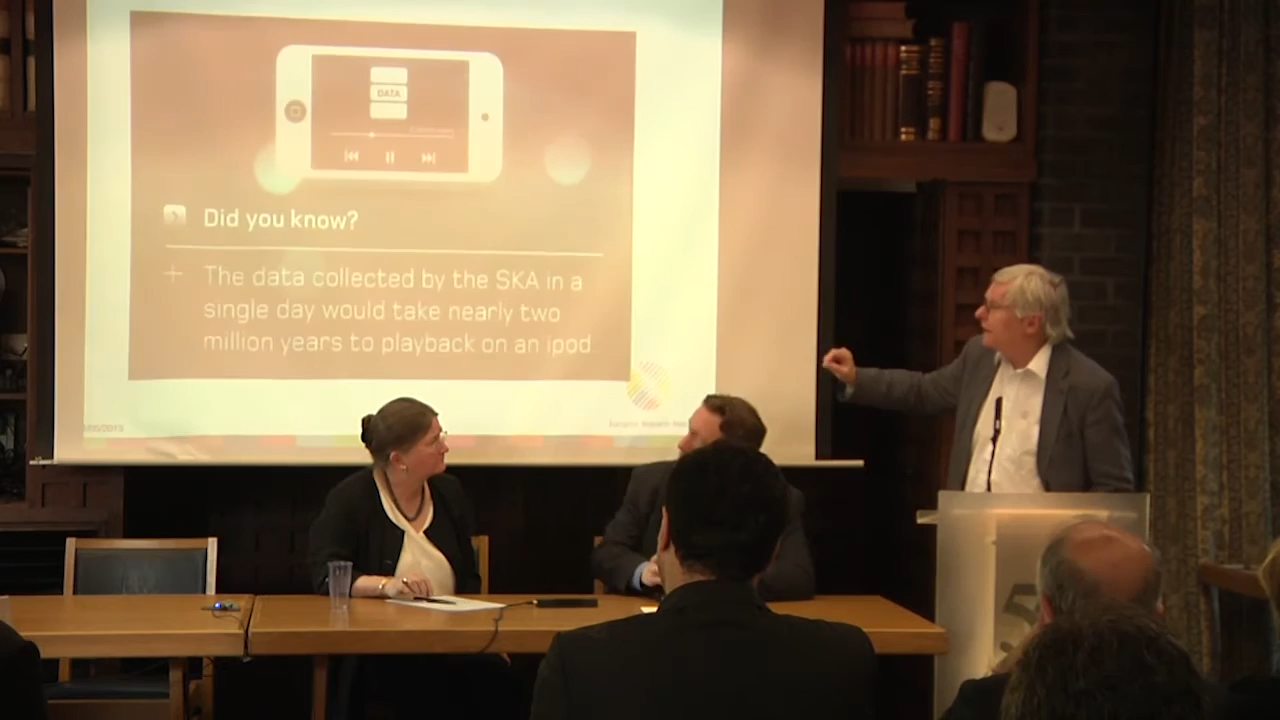 DATA
Did you know?
The data collected by the SKA in a
single day would take nearly two
million years to playback on an ipod
5